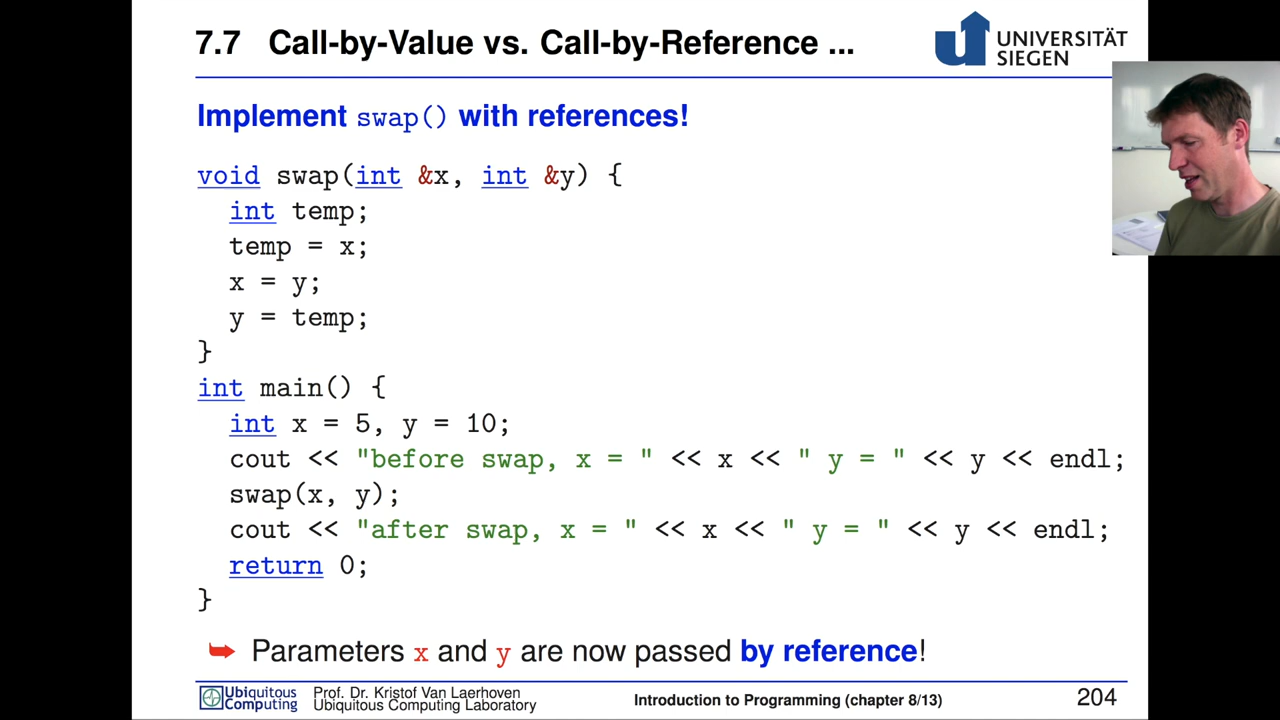 7.7 Call-by-Value vs. Call-by-Reference ...
UNIVERSITÄT
SIEGEN
Implement swap() with references!
void swap(int &x, int &y) {
int temp;
temp = x;
x = y;
y = temp;
}
int main() {
int x = 5, y = 10;
cout << "before swap, x = " << x << " y = " << y << endl;
swap(x, y);
cout << "after swap, x = " << x << " y = " << y << endl;
return 0;
}
➥ Parameters x and y are now passed by reference!
Ubiquitous
Computing
Prof. Dr. Kristof Van Laerhoven
Ubiquitous Computing Laboratory
Introduction to Programming (chapter 8/13)
204